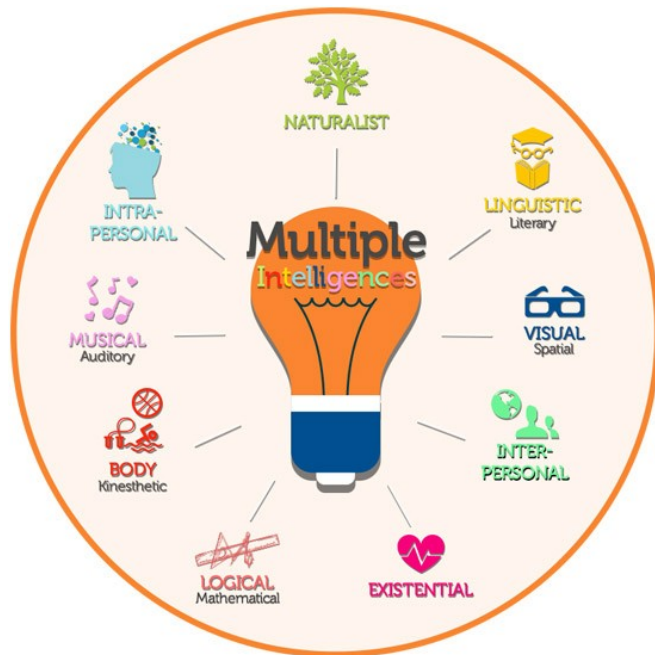 NATURALIST
LINGUISTIC
Literary
VISUAL
Spatial
INTER-
PERSONAL
EXISTENTIAL
LOGICAL
Mathematical
BODY
Kinesthetic
MUSICAL
Auditory
INTRA-
PERSONAL
Multiple
Intelligences